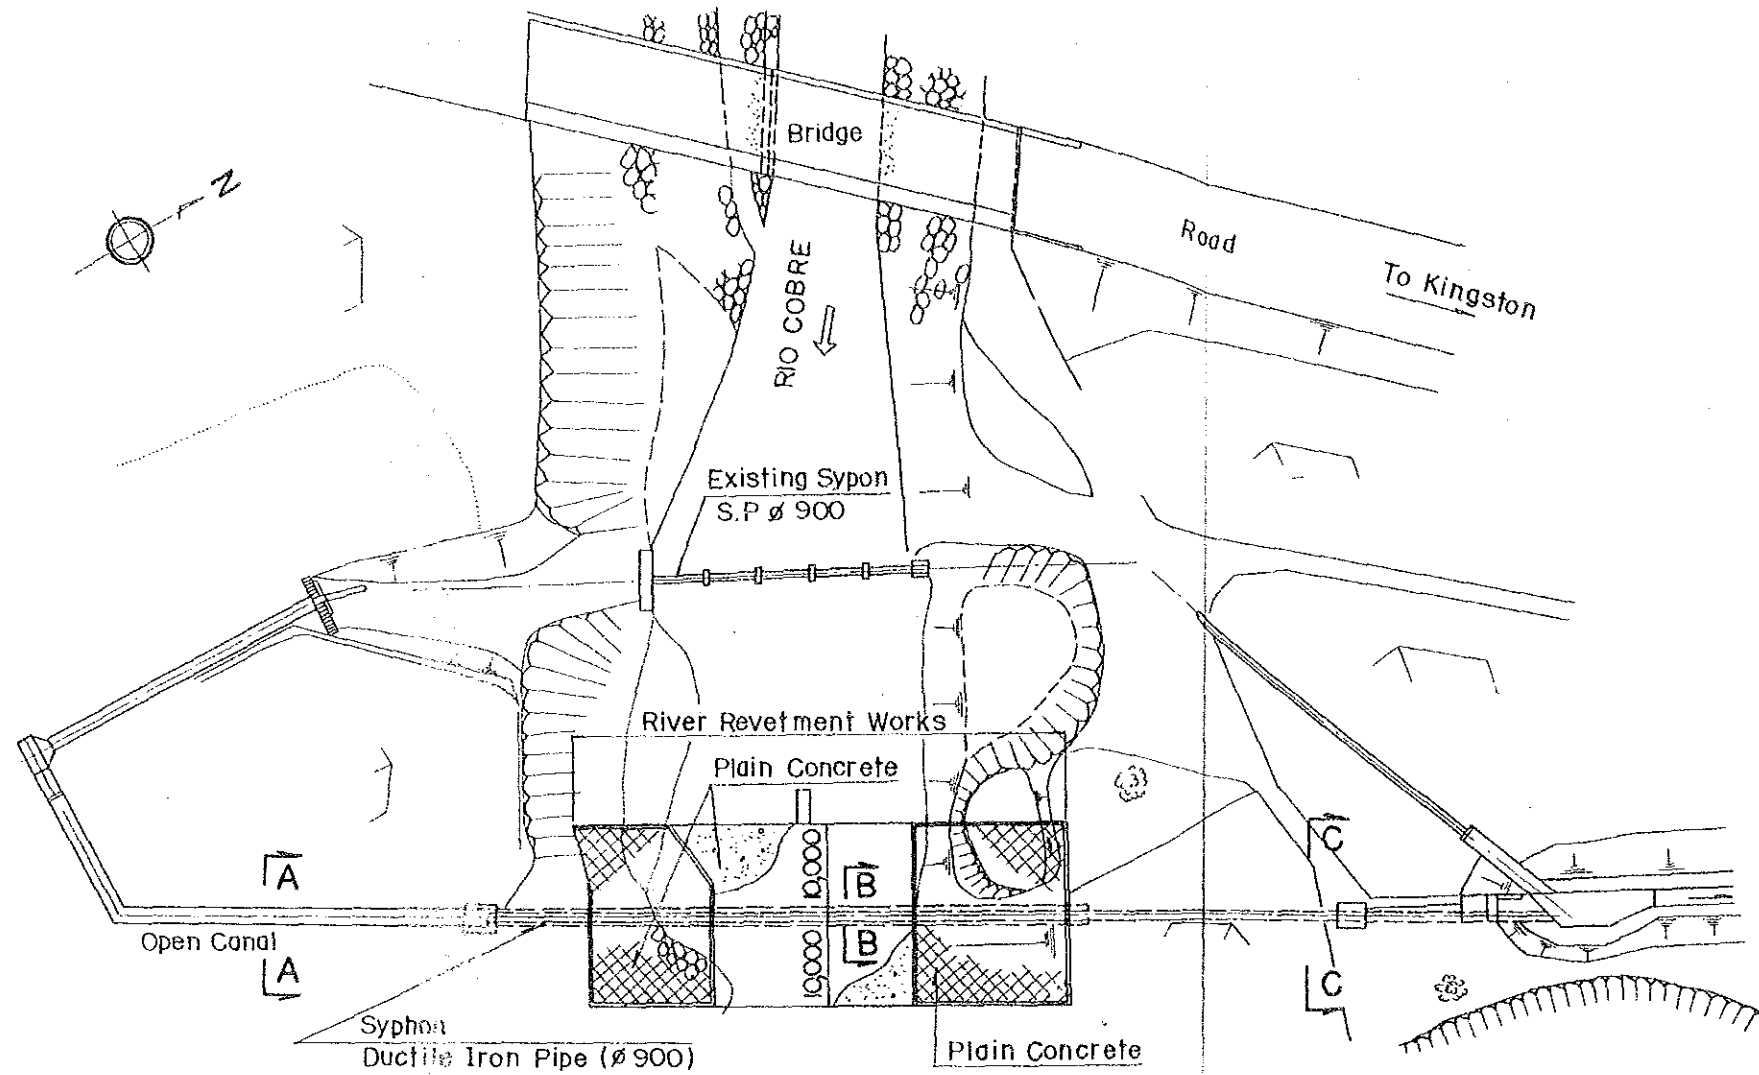 Bridge
N
Road
To Kingston
RIO COBRE
Existing Sypon
S.P ø 900
River Revetment Works
Plain Concrete
10,000
10,000
A
A
B
B
C
C
Open Canal
Syphon
Ductile Iron Pipe (ø 900)
Plain Concrete